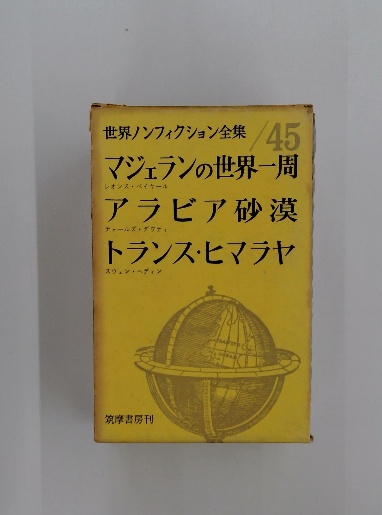 世界ノンフィクション全集/45
マジェランの世界一周
レオンス・ペイヤール
アラビア砂漠
チャールズ・ダウティ
トランス・ヒマラヤ
スウェン・ヘディン
筑摩書房刊